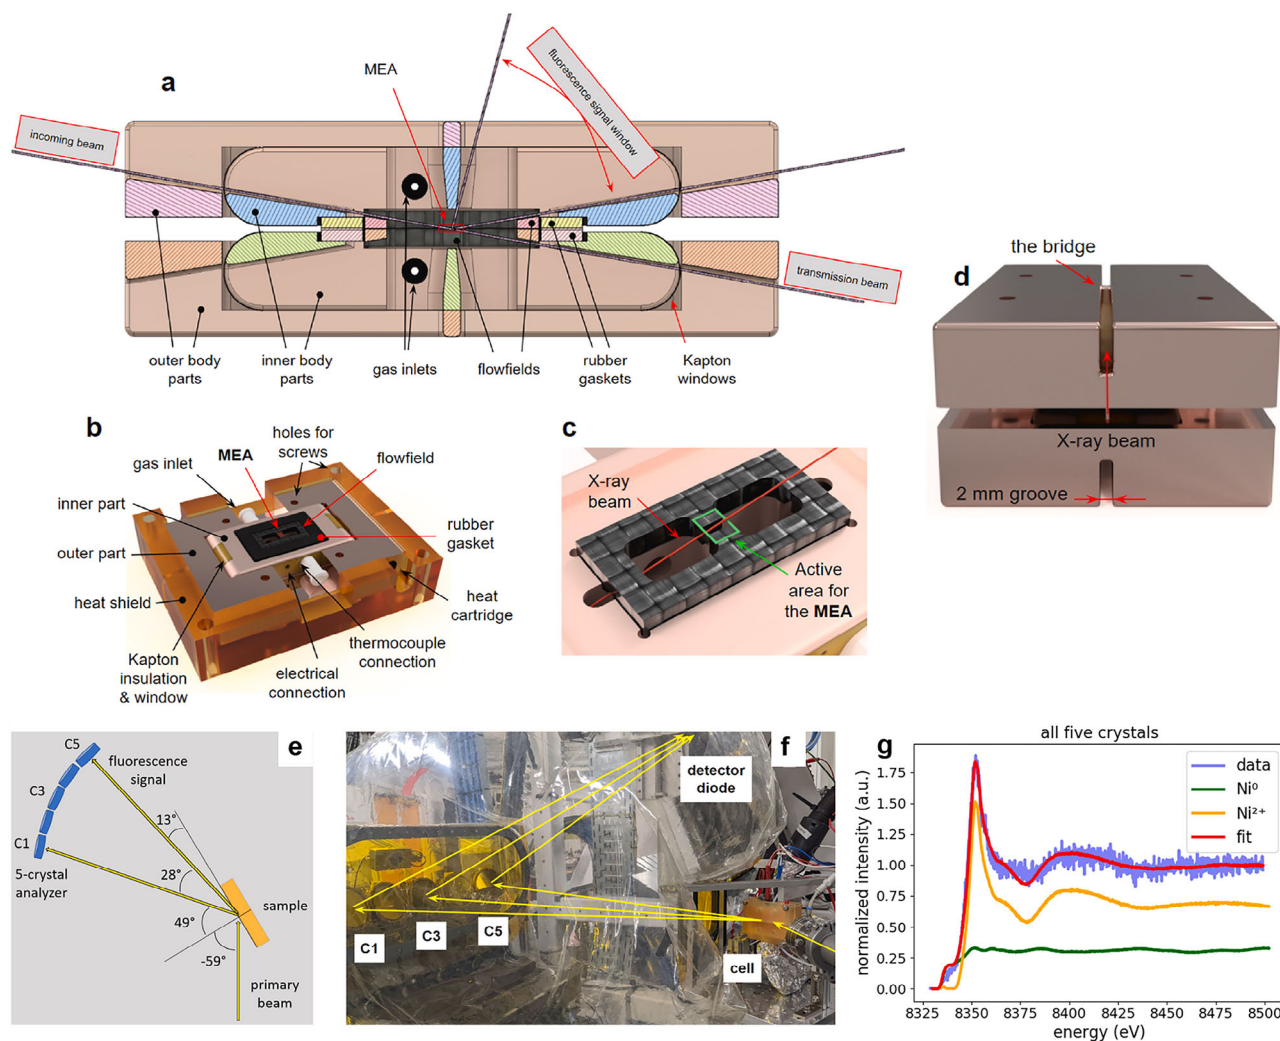 a
MEA
fluorescence signal window
incoming beam
transmission beam
outer body
parts
inner body
parts
gas inlets
flowfields
rubber
gaskets
Kapton
windows
d
the bridge
X-ray beam
2 mm groove
b
holes for
screws
gas inlet
MEA
flowfield
inner part
outer part
rubber
gasket
heat shield
heat
cartridge
Kapton
insulation
& window
thermocouple
connection
electrical
connection
c
X-ray
beam
Active
area for
the MEA
e
C5
fluorescence
signal
C3
13°
C1
28°
5-crystal
analyzer
sample
49°
-59°
primary
beam
f
detector
diode
C1
C3
C5
cell
g
all five crystals
data
Ni⁰
Ni²⁺
fit
normalized intensity (a.u.)
1.75
1.50
1.25
1.00
0.75
0.50
0.25
0.00
8325 8350 8375 8400 8425 8450 8475 8500
energy (eV)